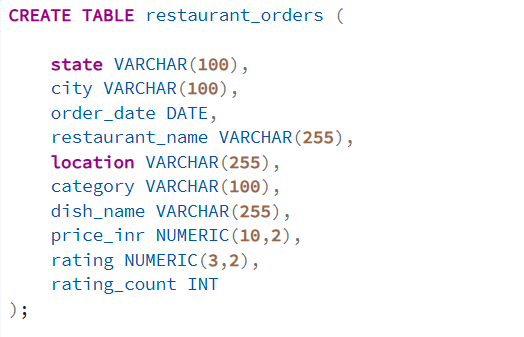 CREATE TABLE restaurant_orders (
state VARCHAR(100),
city VARCHAR(100),
order_date DATE,
restaurant_name VARCHAR(255),
location VARCHAR(255),
category VARCHAR(100),
dish_name VARCHAR(255),
price_inr NUMERIC(10,2),
rating NUMERIC(3,2),
rating_count INT
);